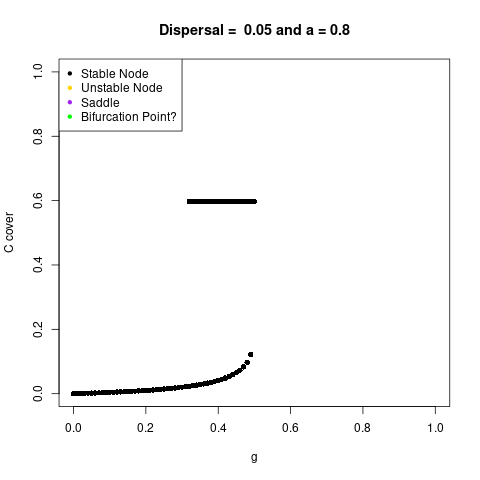 Dispersal = 0.05 and a = 0.8
Stable Node
Unstable Node
Saddle
Bifurcation Point?
C cover
1.0
0.8
0.6
0.4
0.2
0.0
0.0 0.2 0.4 0.6 0.8 1.0
g